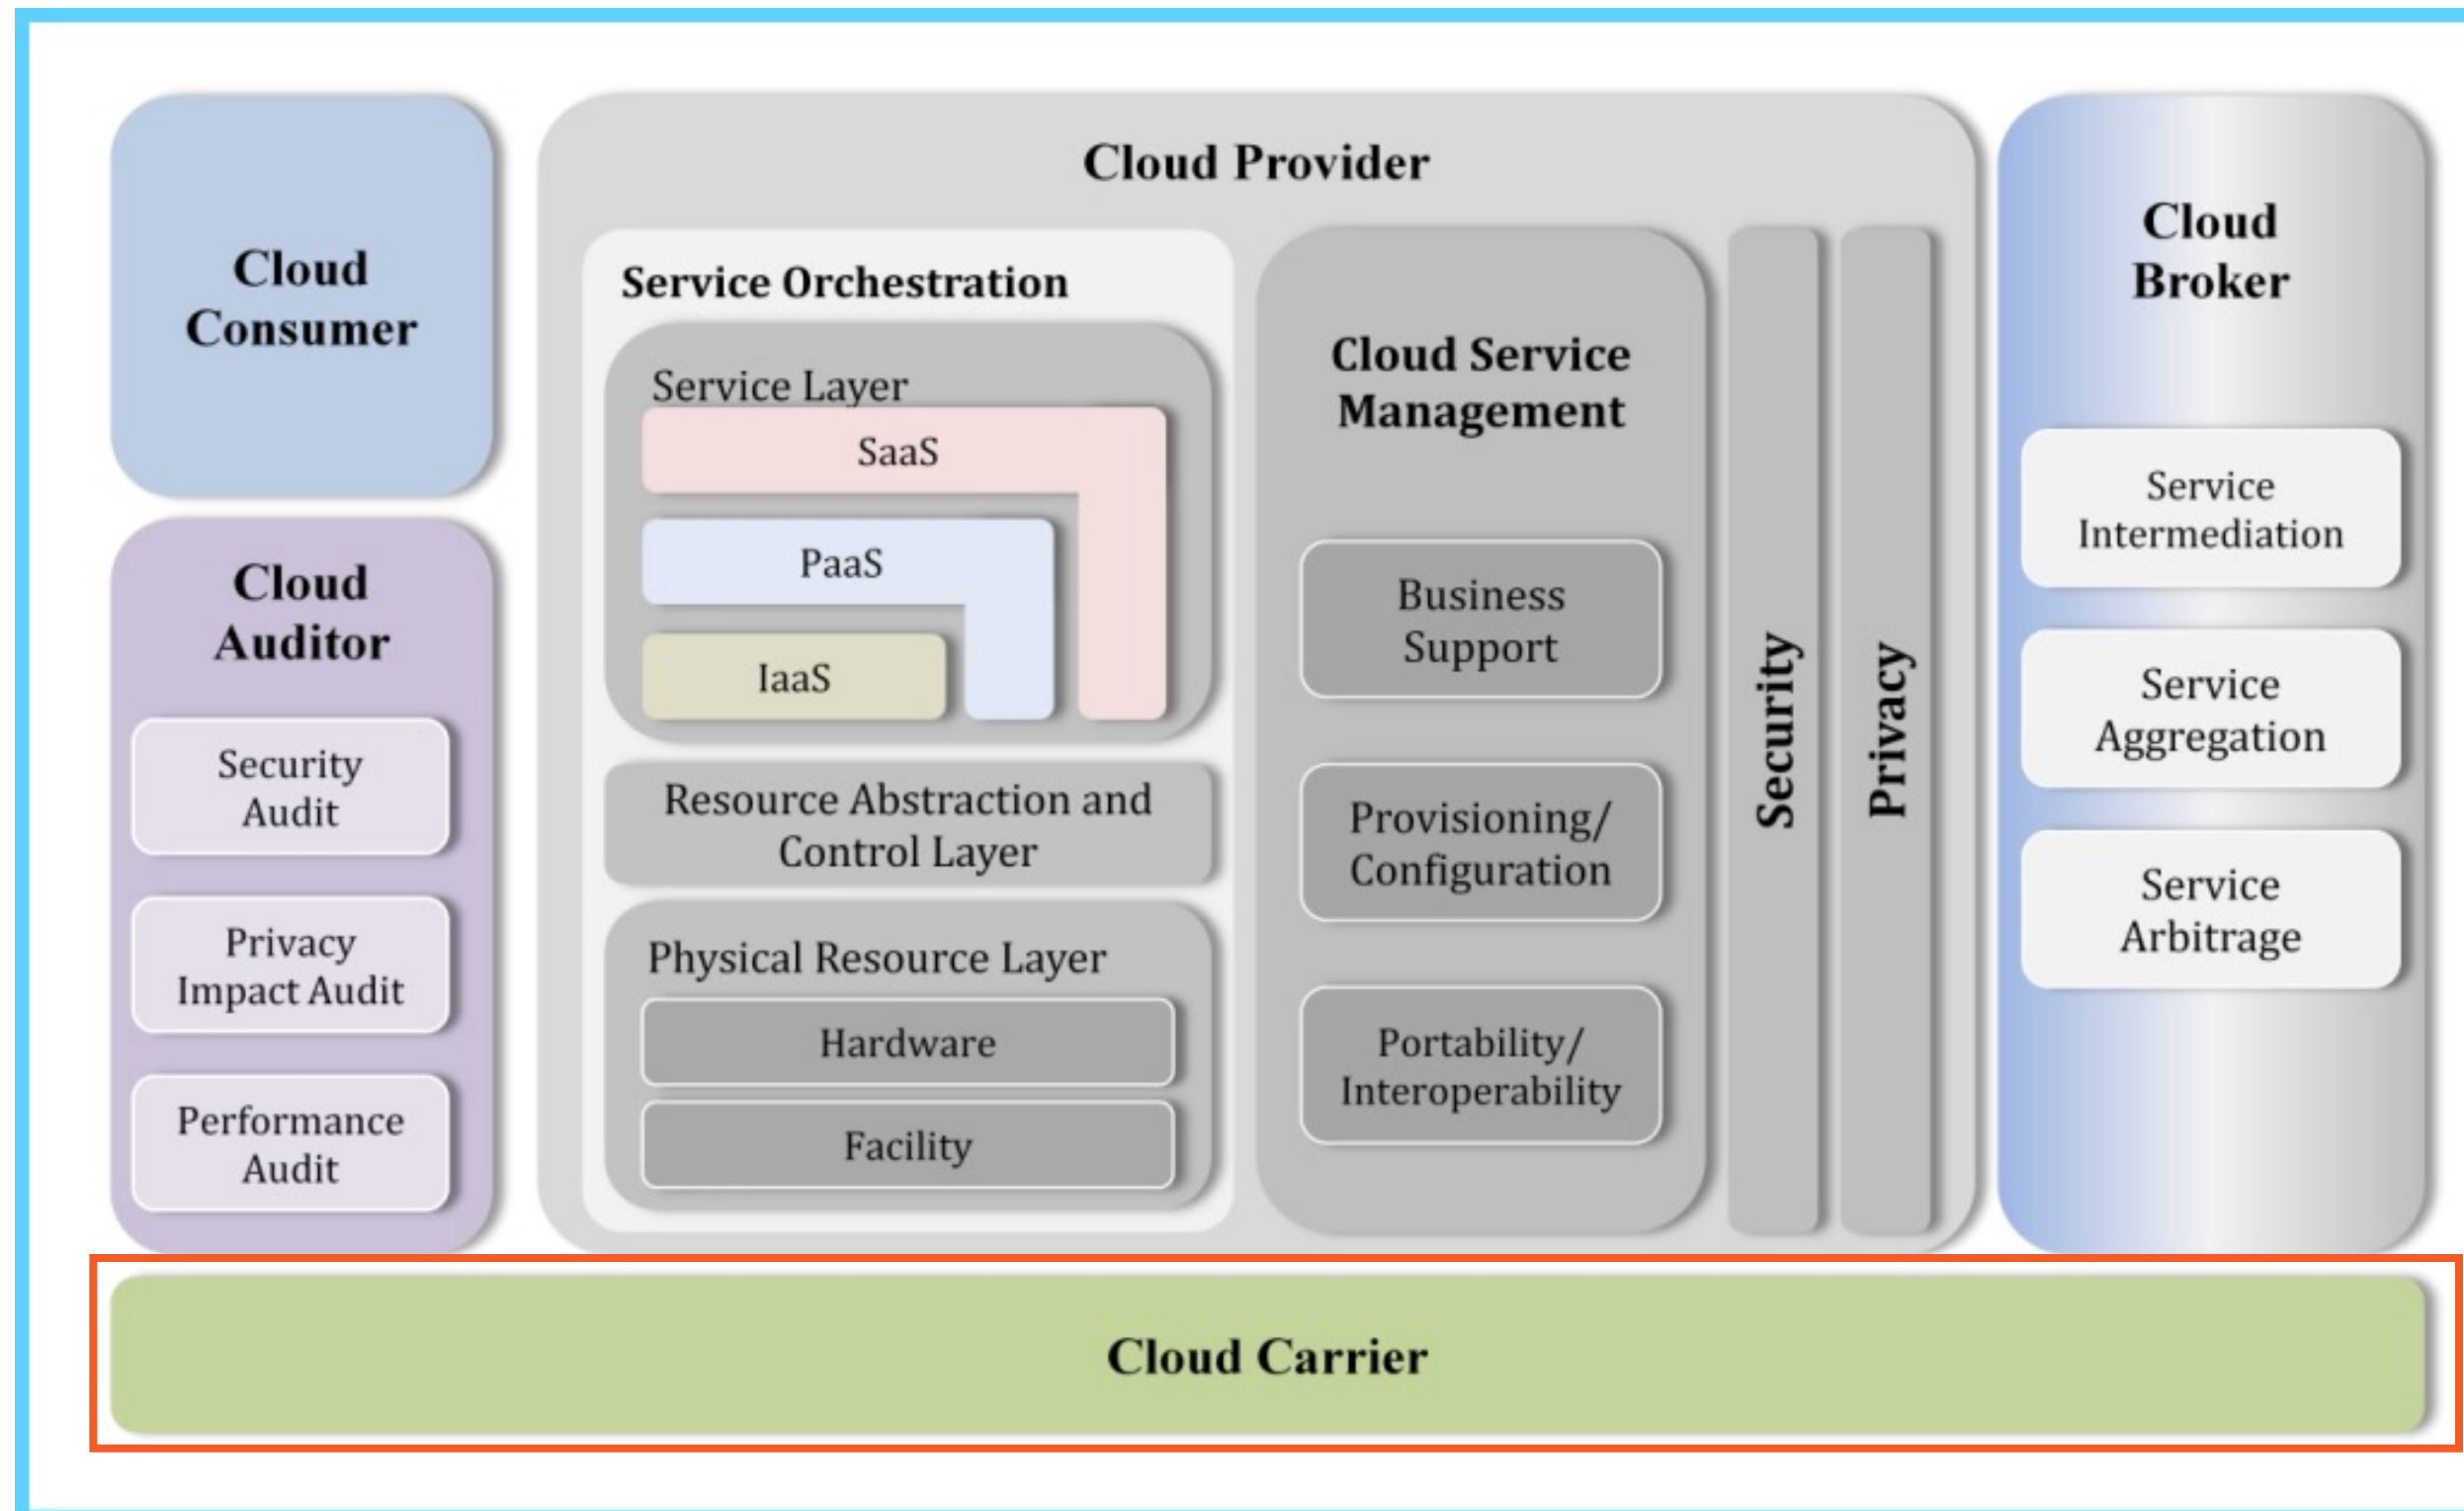 Cloud
Consumer
Cloud
Auditor
Security
Audit
Privacy
Impact Audit
Performance
Audit
Cloud Provider
Service Orchestration
Service Layer
SaaS
PaaS
IaaS
Resource Abstraction and
Control Layer
Physical Resource Layer
Hardware
Facility
Cloud Service
Management
Business
Support
Provisioning/
Configuration
Portability/
Interoperability
Security
Privacy
Cloud
Broker
Service
Intermediation
Service
Aggregation
Service
Arbitrage
Cloud Carrier